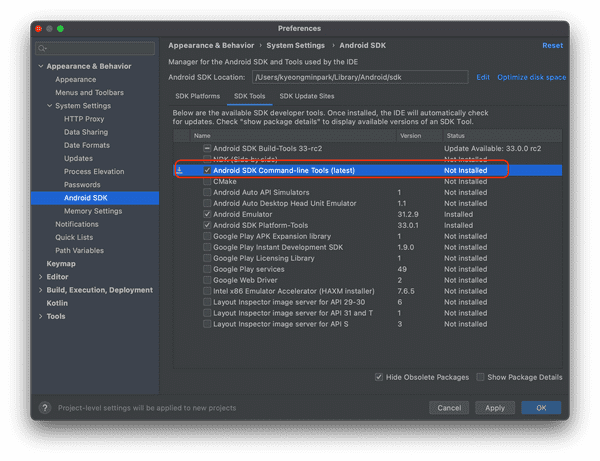 Preferences
Appearance & Behavior › System Settings › Android SDK Reset
Manager for the Android SDK and Tools used by the IDE
Android SDK Location: /Users/kyeongminpark/Library/Android/sdk Edit Optimize disk space
SDK Platforms SDK Tools SDK Update Sites
Below are the available SDK developer tools. Once installed, the IDE will automatically check
for updates. Check "show package details" to display available versions of an SDK Tool.
Name Version Status
Android SDK Build-Tools 33-rc2 Update Available: 33.0.0 rc2
NDK (Side by side) Not Installed
Android SDK Command-line Tools (latest) Not Installed
CMake Not Installed
Android Auto API Simulators 1 Not installed
Android Auto Desktop Head Unit Emulator 1.1 Not installed
Android Emulator 31.2.9 Installed
Android SDK Platform-Tools 33.0.1 Installed
Google Play APK Expansion library 1 Not installed
Google Play Instant Development SDK 1.9.0 Not installed
Google Play Licensing Library 1 Not installed
Google Play services 49 Not installed
Google Web Driver 2 Not installed
Intel x86 Emulator Accelerator (HAXM installer) 7.6.5 Not installed
Layout Inspector image server for API 29-30 6 Not installed
Layout Inspector image server for API 31 and T 1 Not installed
Layout Inspector image server for API S 3 Not installed
Hide Obsolete Packages Show Package Details
Appearance & Behavior
Appearance
Menus and Toolbars
System Settings
HTTP Proxy
Data Sharing
Date Formats
Updates
Process Elevation
Passwords
Android SDK
Memory Settings
Notifications
Quick Lists
Path Variables
Keymap
Editor
Build, Execution, Deployment
Kotlin
Tools
? Project-level settings will be applied to new projects Cancel Apply OK